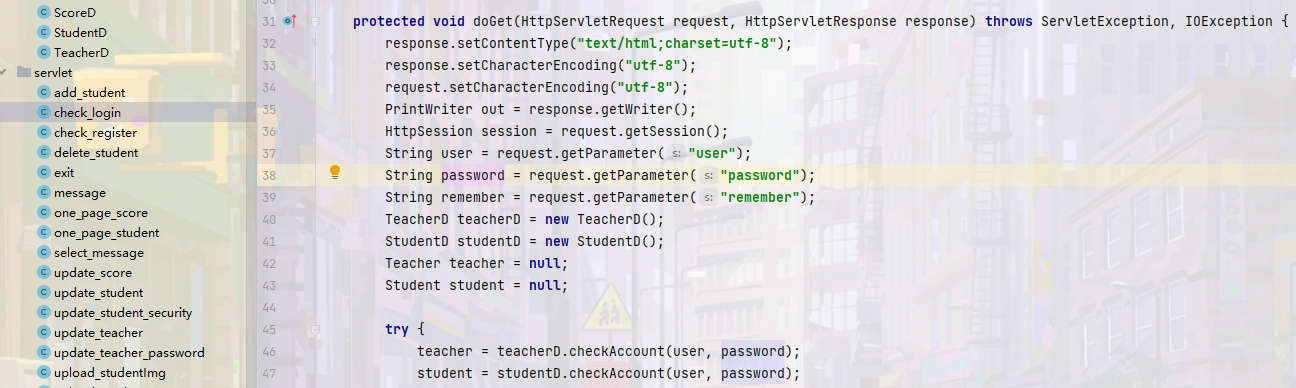 ScoreD
StudentD
TeacherD
servlet
add_student
check_login
check_register
delete_student
exit
message
one_page_score
one_page_student
select_message
update_score
update_student
update_student_security
update_teacher
update_teacher_password
upload_studentImg
31 protected void doGet(HttpServletRequest request, HttpServletResponse response) throws ServletException, IOException {
32 response.setContentType("text/html;charset=utf-8");
33 response.setCharacterEncoding("utf-8");
34 request.setCharacterEncoding("utf-8");
35 PrintWriter out = response.getWriter();
36 HttpSession session = request.getSession();
37 String user = request.getParameter( s: "user");
38 String password = request.getParameter( s: "password");
39 String remember = request.getParameter( s: "remember");
40 TeacherD teacherD = new TeacherD();
41 StudentD studentD = new StudentD();
42 Teacher teacher = null;
43 Student student = null;
44
45 try {
46 teacher = teacherD.checkAccount(user, password);
47 student = studentD.checkAccount(user, password);